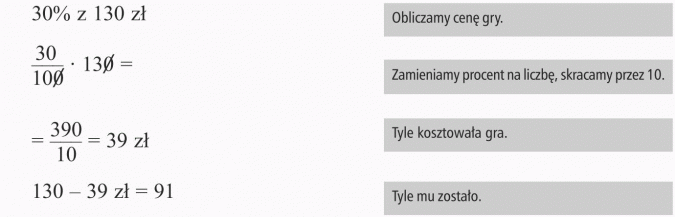 30% z 130 zł
Obliczamy cenę gry.
30/100 · 130 =
Zamieniamy procent na liczbę, skracamy przez 10.
= 390/10 = 39 zł
Tyle kosztowała gra.
130 – 39 zł = 91
Tyle mu zostało.